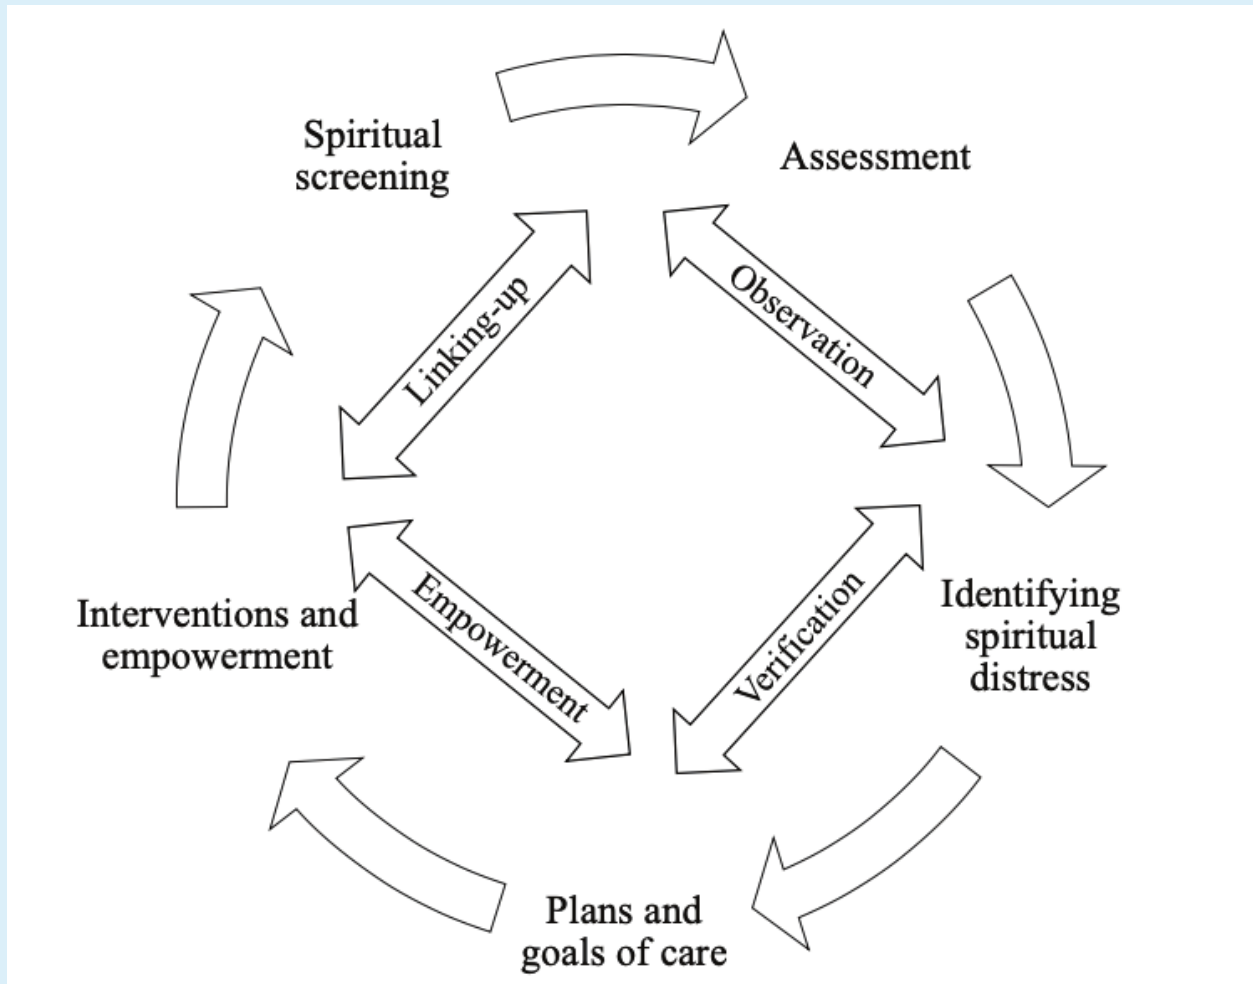 Spiritual
screening
Assessment
Linking-up
Observation
Interventions and
empowerment
Empowerment
Verification
Identifying
spiritual
distress
Plans and
goals of care